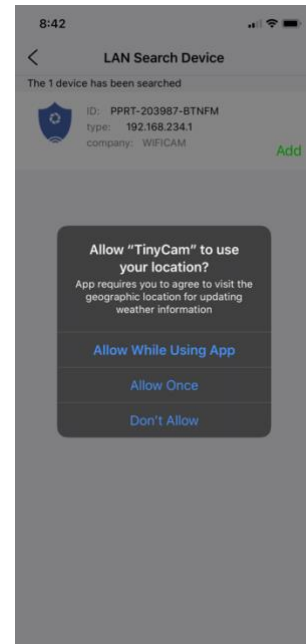 8:42
LAN Search Device
The 1 device has been searched
ID: PPRT-203987-BTNFM
type: 192.168.234.1
company: WIFICAM
Add
Allow “TinyCam” to use
your location?
App requires you to agree to visit the
geographic location for updating
weather information
Allow While Using App
Allow Once
Don't Allow